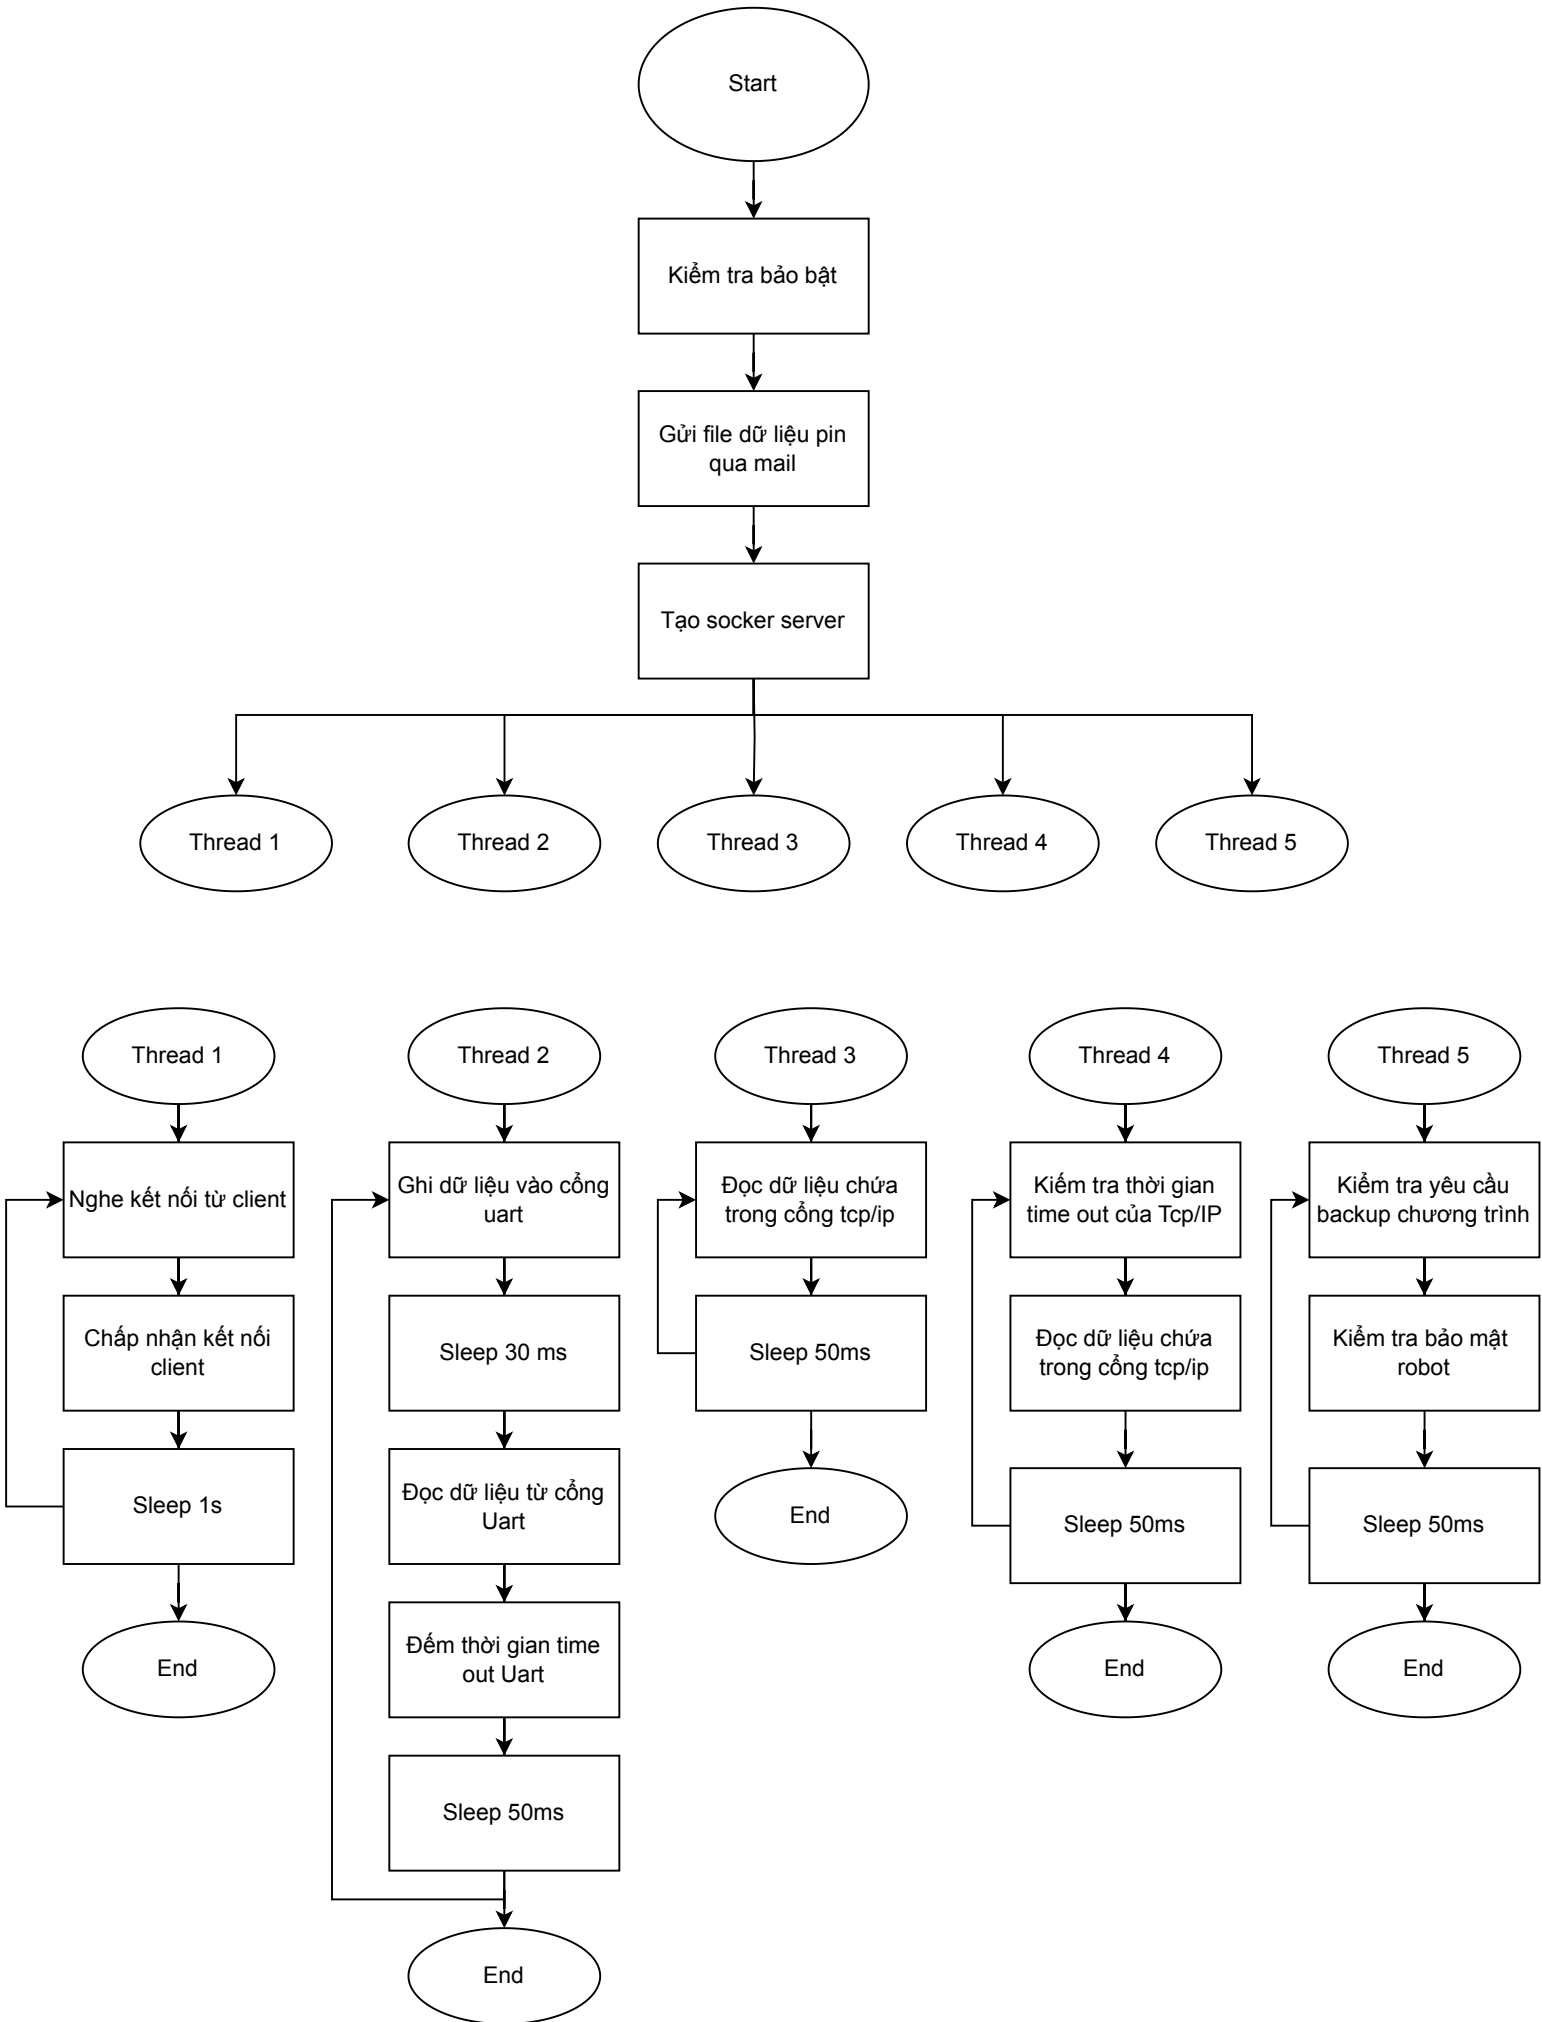 Start
Kiểm tra bảo bật
Gửi file dữ liệu pin
qua mail
Tạo socker server
Thread 1
Thread 2
Thread 3
Thread 4
Thread 5
Thread 1
Nghe kết nối từ client
Chấp nhận kết nối
client
Sleep 1s
End
Thread 2
Ghi dữ liệu vào cổng
uart
Sleep 30 ms
Đọc dữ liệu từ cổng
Uart
Đếm thời gian time
out Uart
Sleep 50ms
End
Thread 3
Đọc dữ liệu chứa
trong cổng tcp/ip
Sleep 50ms
End
Thread 4
Kiếm tra thời gian
time out của Tcp/IP
Đọc dữ liệu chứa
trong cổng tcp/ip
Sleep 50ms
End
Thread 5
Kiểm tra yêu cầu
backup chương trình
Kiểm tra bảo mật
robot
Sleep 50ms
End